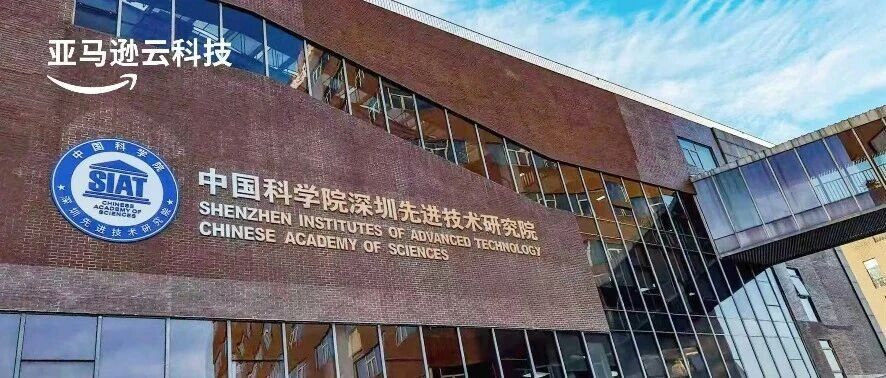 亚马逊云科技
中国科学院
SIAT
CHINESE
ACADEMY OF
SCIENCES
深圳先进技术研究院
中国科学院深圳先进技术研究院
SHENZHEN INSTITUTES OF ADVANCED TECHNOLOGY
CHINESE ACADEMY OF SCIENCES